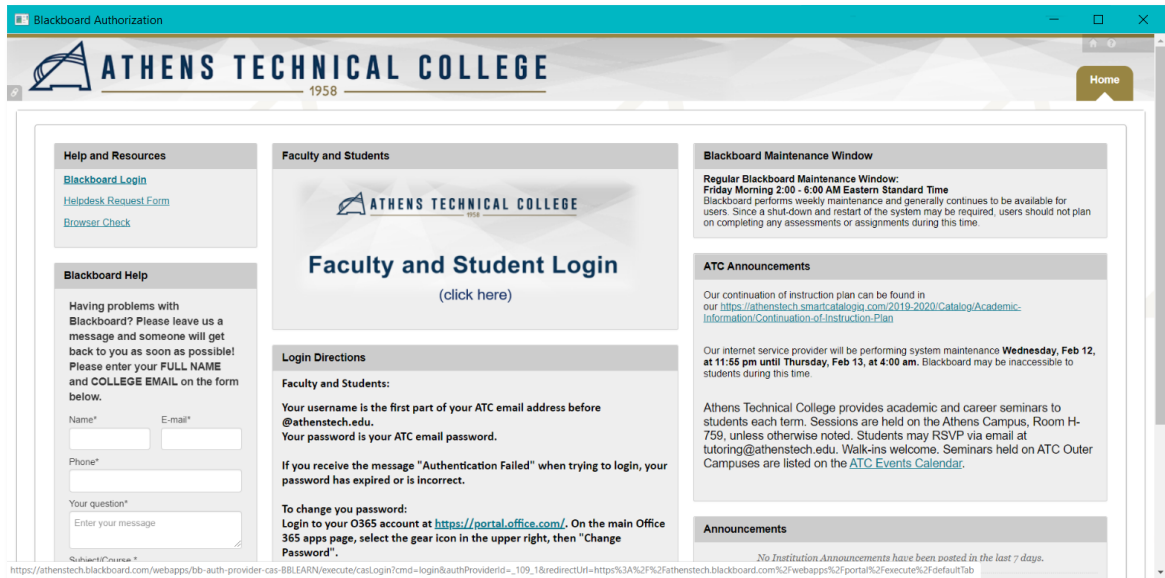 Blackboard Authorization
ATHENS TECHNICAL COLLEGE
1958
Home
Help and Resources
Blackboard Login
Helpdesk Request Form
Browser Check
Blackboard Help
Having problems with
Blackboard? Please leave us a
message and someone will get
back to you as soon as possible!
Please enter your FULL NAME
and COLLEGE EMAIL on the form
below.
Name* E-mail*
Phone*
Your question*
Enter your message
Subject/Course *
Faculty and Students
ATHENS TECHNICAL COLLEGE
1958
Faculty and Student Login
(click here)
Login Directions
Faculty and Students:
Your username is the first part of your ATC email address before
@athenstech.edu.
Your password is your ATC email password.
If you receive the message "Authentication Failed" when trying to login, your
password has expired or is incorrect.
To change you password:
Login to your O365 account at https://portal.office.com/. On the main Office
365 apps page, select the gear icon in the upper right, then "Change
Password".
Blackboard Maintenance Window
Regular Blackboard Maintenance Window:
Friday Morning 2:00 - 6:00 AM Eastern Standard Time
Blackboard performs weekly maintenance and generally continues to be available for
users. Since a shut-down and restart of the system may be required, users should not plan
on completing any assessments or assignments during this time.
ATC Announcements
Our continuation of instruction plan can be found in
our https://athenstech.smartcatalogiq.com/2019-2020/Catalog/Academic-
Information/Continuation-of-Instruction-Plan
Our internet service provider will be performing system maintenance Wednesday, Feb 12,
at 11:55 pm until Thursday, Feb 13, at 4:00 am. Blackboard may be inaccessible to
students during this time.
Athens Technical College provides academic and career seminars to
students each term. Sessions are held on the Athens Campus, Room H-
759, unless otherwise noted. Students may RSVP via email at
tutoring@athenstech.edu. Walk-ins welcome. Seminars held on ATC Outer
Campuses are listed on the ATC Events Calendar.
Announcements
No Institution Announcements have been posted in the last 7 days.
https://athenstech.blackboard.com/webapps/bb-auth-provider-cas-BBLEARN/execute/casLogin?cmd=login&authProviderId=_109_1&redirectUrl=https%3A%2F%2Fathenstech.blackboard.com%2Fwebapps%2Fportal%2Fexecute%2FdefaultTab